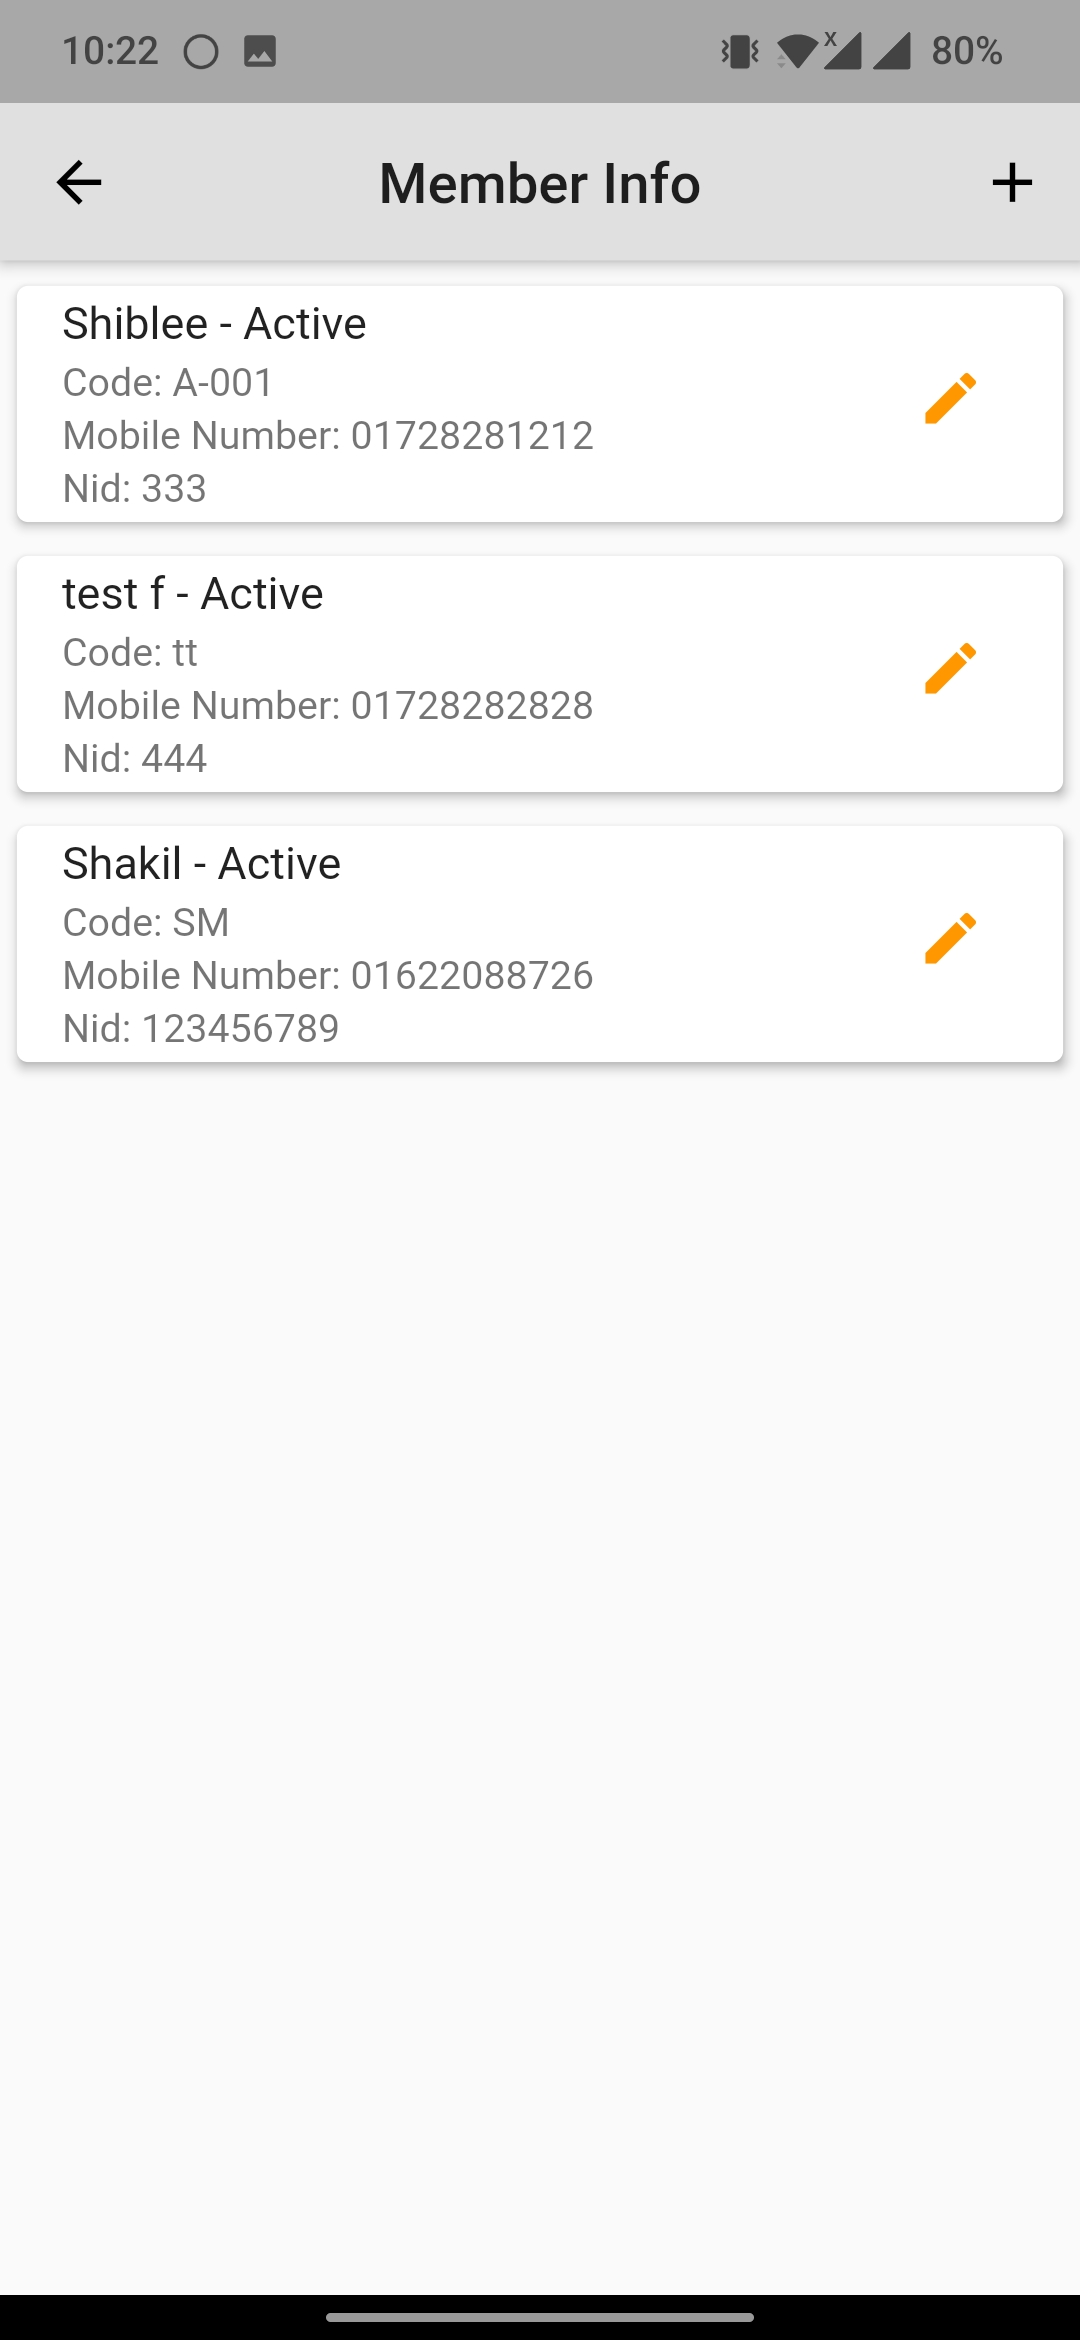 10:22
80%
Member Info
Shiblee - Active
Code: A-001
Mobile Number: 01728281212
Nid: 333
test f - Active
Code: tt
Mobile Number: 01728282828
Nid: 444
Shakil - Active
Code: SM
Mobile Number: 01622088726
Nid: 123456789